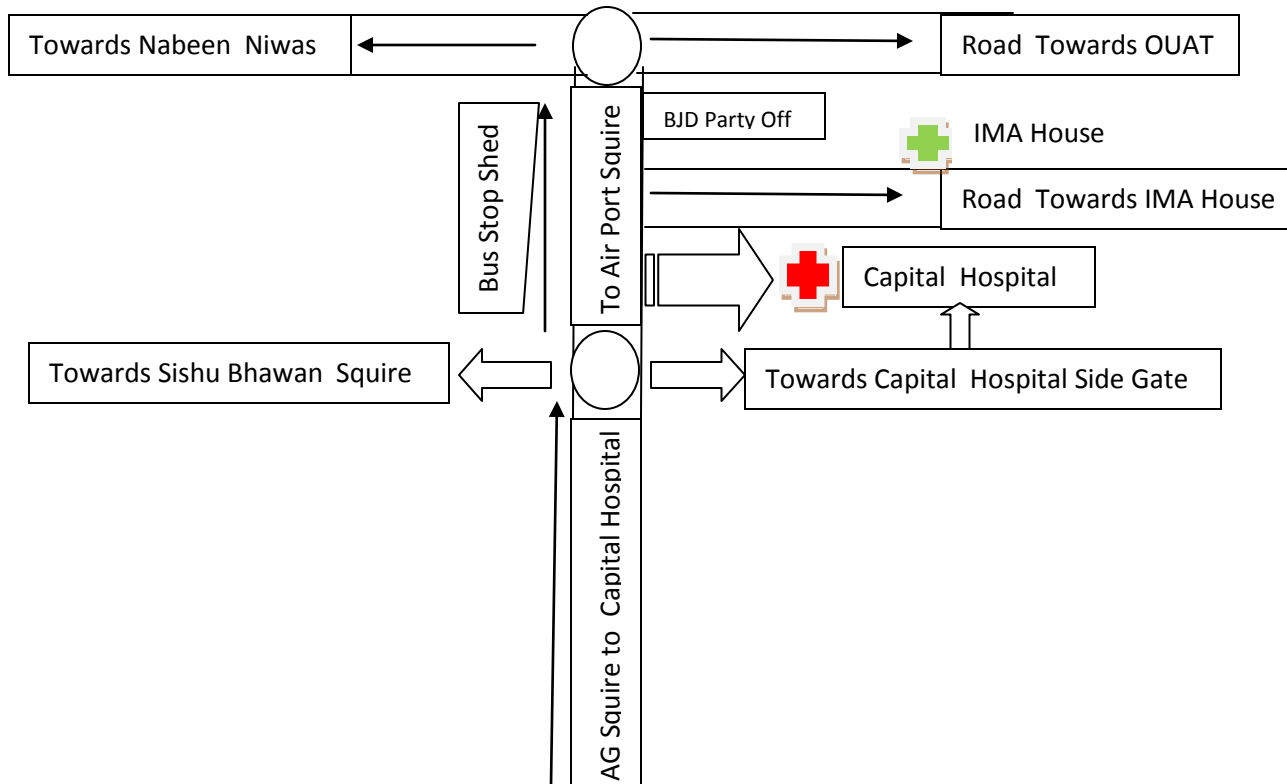 Towards Nabeen Niwas
Road Towards OUAT
BJD Party Off
IMA House
Bus Stop Shed
To Air Port Squire
Road Towards IMA House
Capital Hospital
Towards Sishu Bhawan Squire
Towards Capital Hospital Side Gate
AG Squire to Capital Hospital